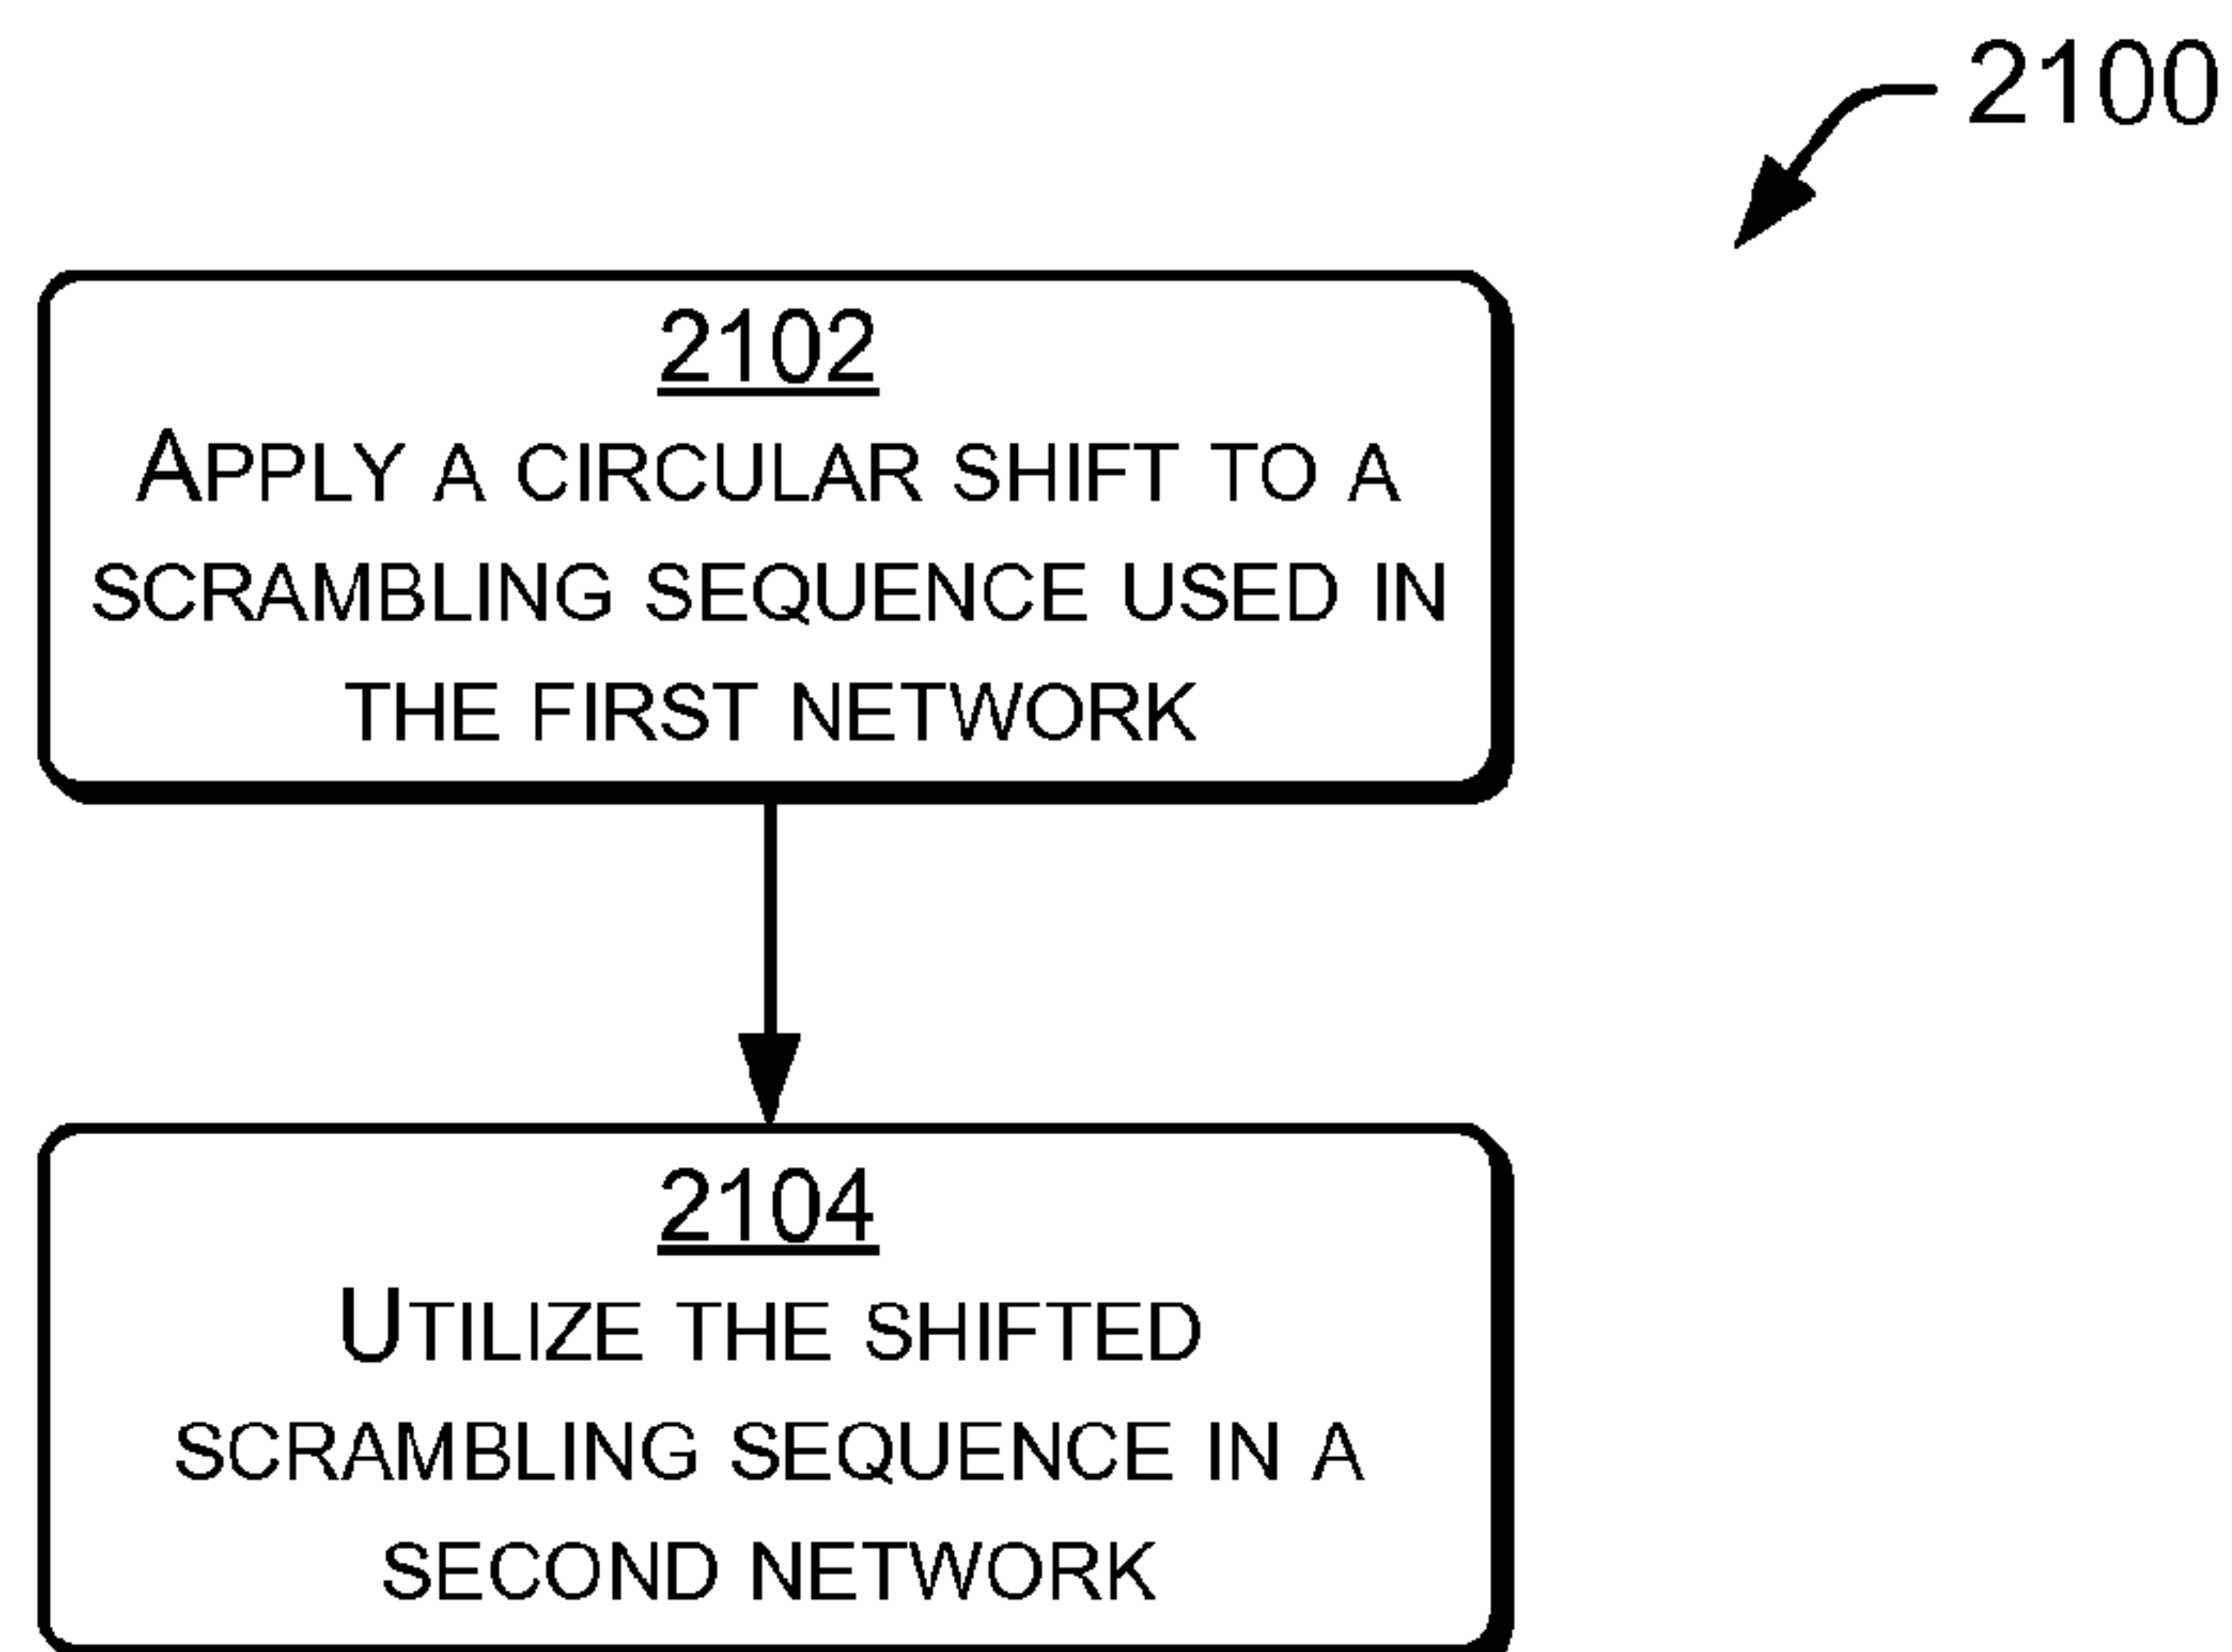 2100
2102
APPLY A CIRCULAR SHIFT TO A
SCRAMBLING SEQUENCE USED IN
THE FIRST NETWORK
2104
UTILIZE THE SHIFTED
SCRAMBLING SEQUENCE IN A
SECOND NETWORK